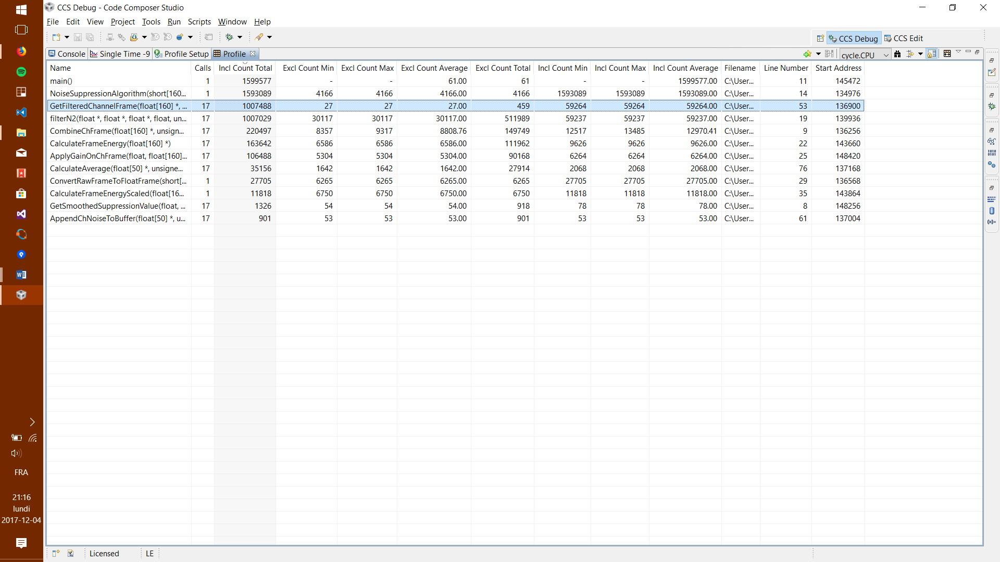 CCS Debug - Code Composer Studio
File Edit View Project Tools Run Scripts Window Help
CCS Debug CCS Edit
Console Single Time -9 Profile Setup Profile cycle.CPU
Name Calls Incl Count Total Excl Count Min Excl Count Max Excl Count Average Excl Count Total Incl Count Min Incl Count Max Incl Count Average Filename Line Number Start Address
main() 1 1599577 - - 61.00 61 - - 1599577.00 C:\User... 11 145472
NoiseSuppressionAlgorithm(short[160... 1 1593089 4166 4166 4166.00 4166 1593089 1593089 1593089.00 C:\User... 14 134976
GetFilteredChannelFrame(float[160] *, ... 17 1007488 27 27 27.00 459 59264 59264 59264.00 C:\User... 53 136900
filterN2(float *, float *, float *, float, un... 17 1007029 30117 30117 30117.00 511989 59237 59237 59237.00 C:\User... 19 139936
CombineChFrame(float[160] *, unsign... 17 220497 8357 9317 8808.76 149749 12517 13485 12970.41 C:\User... 9 136256
CalculateFrameEnergy(float[160] *) 17 163642 6586 6586 6586.00 111962 9626 9626 9626.00 C:\User... 22 143660
ApplyGainOnChFrame(float, float[160]... 17 106488 5304 5304 5304.00 90168 6264 6264 6264.00 C:\User... 25 148420
CalculateAverage(float[50] *, unsigne... 17 35156 1642 1642 1642.00 27914 2068 2068 2068.00 C:\User... 76 137168
ConvertRawFrameToFloatFrame(short[... 1 27705 6265 6265 6265.00 6265 27705 27705 27705.00 C:\User... 29 136568
CalculateFrameEnergyScaled(float[16... 1 11818 6750 6750 6750.00 6750 11818 11818 11818.00 C:\User... 35 143864
GetSmoothedSuppressionValue(float, ... 17 1326 54 54 54.00 918 78 78 78.00 C:\User... 8 148256
AppendChNoiseToBuffer(float[50] *, u... 17 901 53 53 53.00 901 53 53 53.00 C:\User... 61 137004
FRA
21:16
lundi
2017-12-04
Licensed LE